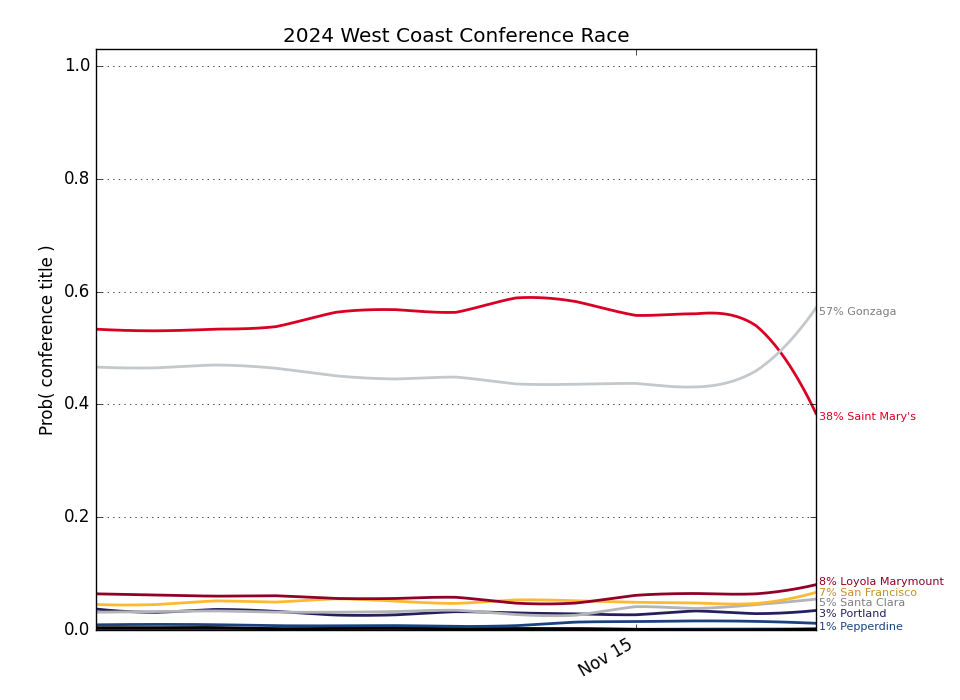 2024 West Coast Conference Race
Prob( conference title )
1.0
0.8
0.6
0.4
0.2
0.0
Nov 15
57% Gonzaga
38% Saint Mary's
8% Loyola Marymount
7% San Francisco
5% Santa Clara
3% Portland
1% Pepperdine